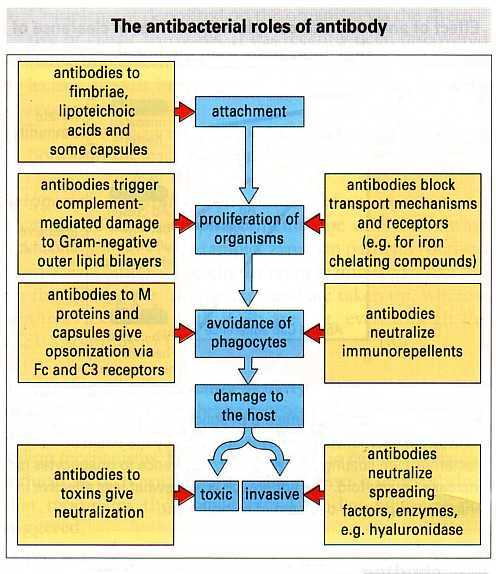 The antibacterial roles of antibody
antibodies to
fimbriae,
lipoteichoic
acids and
some capsules
attachment
antibodies trigger
complement-
mediated damage
to Gram-negative
outer lipid bilayers
proliferation of
organisms
antibodies block
transport mechanisms
and receptors
(e.g. for iron
chelating compounds)
antibodies to M
proteins and
capsules give
opsonization via
Fc and C3 receptors
avoidance of
phagocytes
antibodies
neutralize
immunorepellents
damage to
the host
antibodies to
toxins give
neutralization
toxic
invasive
antibodies
neutralize
spreading
factors, enzymes,
e.g. hyaluronidase